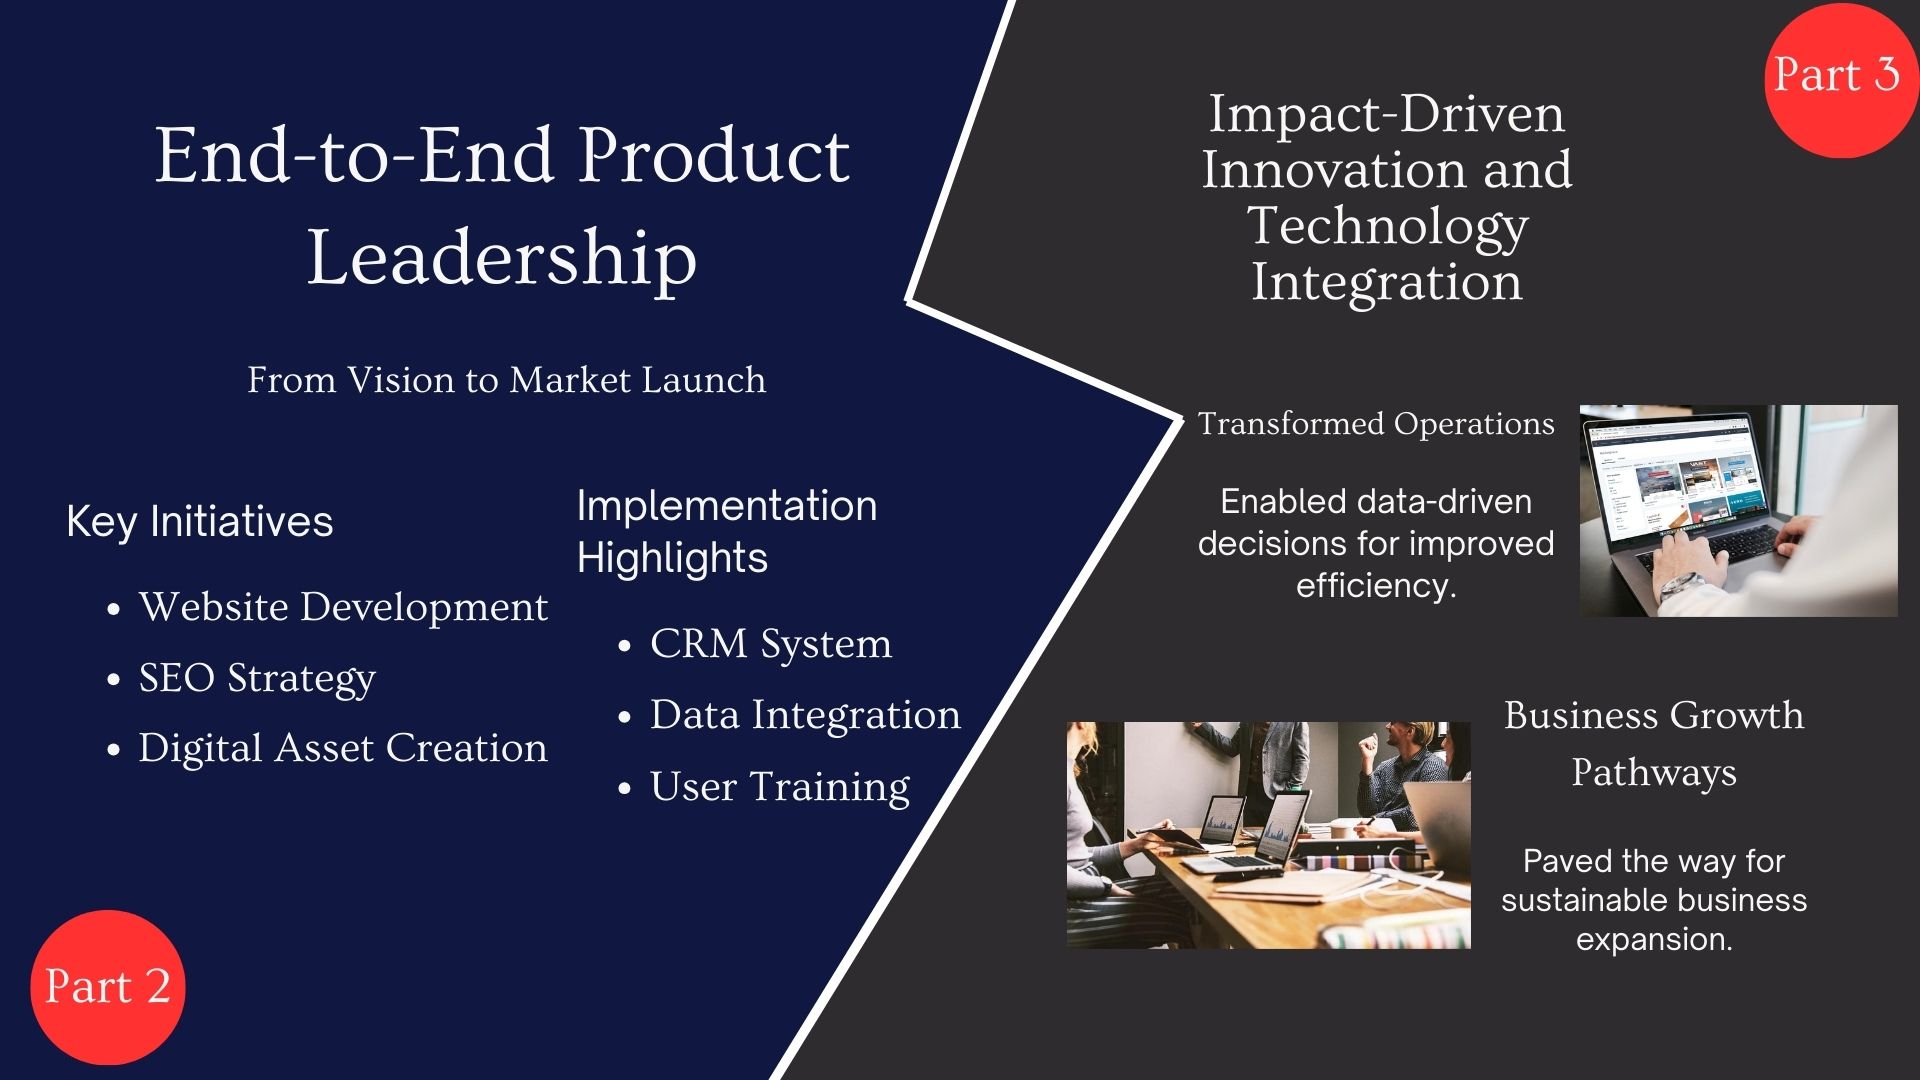 End-to-End Product
Leadership
From Vision to Market Launch
Key Initiatives
Website Development
SEO Strategy
Digital Asset Creation
Implementation
Highlights
CRM System
Data Integration
User Training
Part 2
Part 3
Impact-Driven
Innovation and
Technology
Integration
Transformed Operations
Enabled data-driven
decisions for improved
efficiency.
Business Growth
Pathways
Paved the way for
sustainable business
expansion.